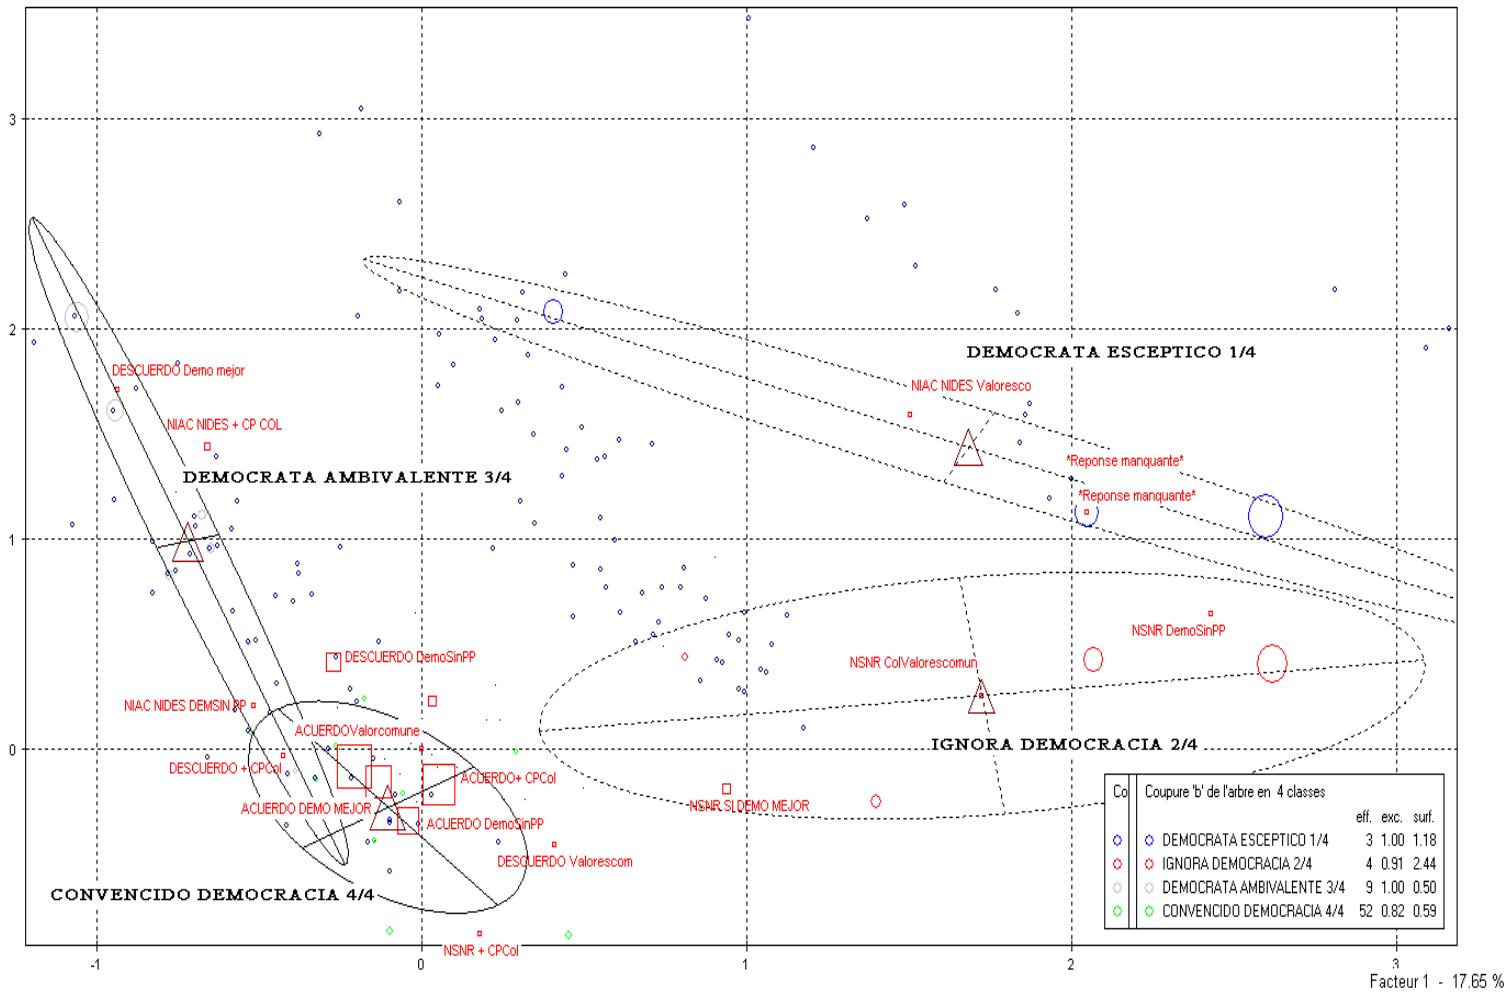 3
2
DEMOCRATA ESCEPTICO 1/4
DESCUERDO Demo mejor
NIAC NIDES Valoresco
NIAC NIDES + CP COL
*Reponse manquante*
DEMOCRATA AMBIVALENTE 3/4
*Reponse manquante*
1
NSNR DemoSinPP
DESCUERDO DemoSinPP
NSNR ColValorescomun
NIAC NIDES DEMSIN PP
ACUERDOValorcomune
0
IGNORA DEMOCRACIA 2/4
DESCUERDO + CPCol
ACUERDO+ CPCol
ACUERDO DEMO MEJOR
NSNR SI DEMO MEJOR
ACUERDO DemoSinPP
DESCUERDO Valorescom
CONVENCIDO DEMOCRACIA 4/4
NSNR + CPCol
Co Coupure 'b' de l'arbre en 4 classes
eff. exc. surf.
DEMOCRATA ESCEPTICO 1/4 3 1.00 1.18
IGNORA DEMOCRACIA 2/4 4 0.91 2.44
DEMOCRATA AMBIVALENTE 3/4 9 1.00 0.50
CONVENCIDO DEMOCRACIA 4/4 52 0.82 0.59
-1 0 1 2 3
Facteur 1 - 17.65 %